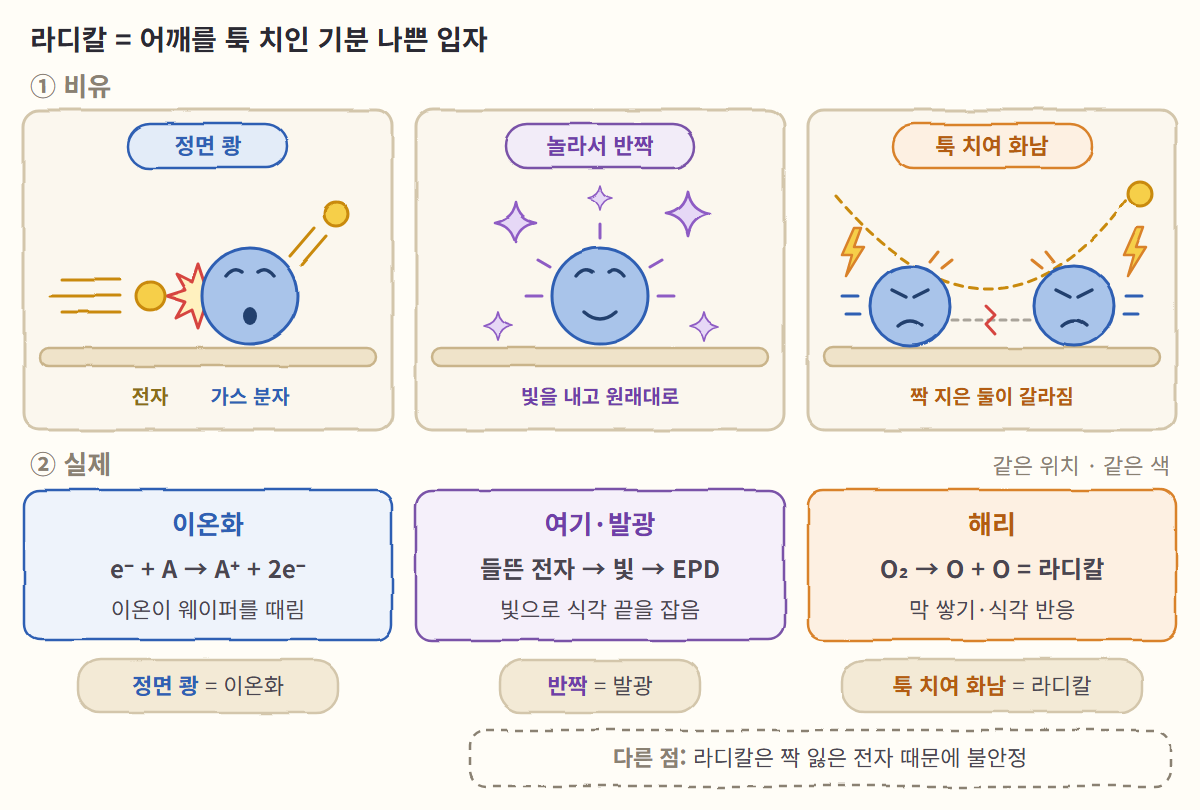 라디칼 = 어깨를 툭 치인 기분 나쁜 입자
① 비유
정면 쾅
놀라서 반짝
툭 치여 화남
전자
가스 분자
빛을 내고 원래대로
짝 지은 둘이 갈라짐
② 실제
같은 위치 · 같은 색
이온화
e⁻ + A → A⁺ + 2e⁻
이온이 웨이퍼를 때림
여기·발광
들뜬 전자 → 빛 → EPD
빛으로 식각 끝을 잡음
해리
O₂ → O + O = 라디칼
막 쌓기·식각 반응
정면 쾅 = 이온화
반짝 = 발광
툭 치여 화남 = 라디칼
다른 점: 라디칼은 짝 잃은 전자 때문에 불안정